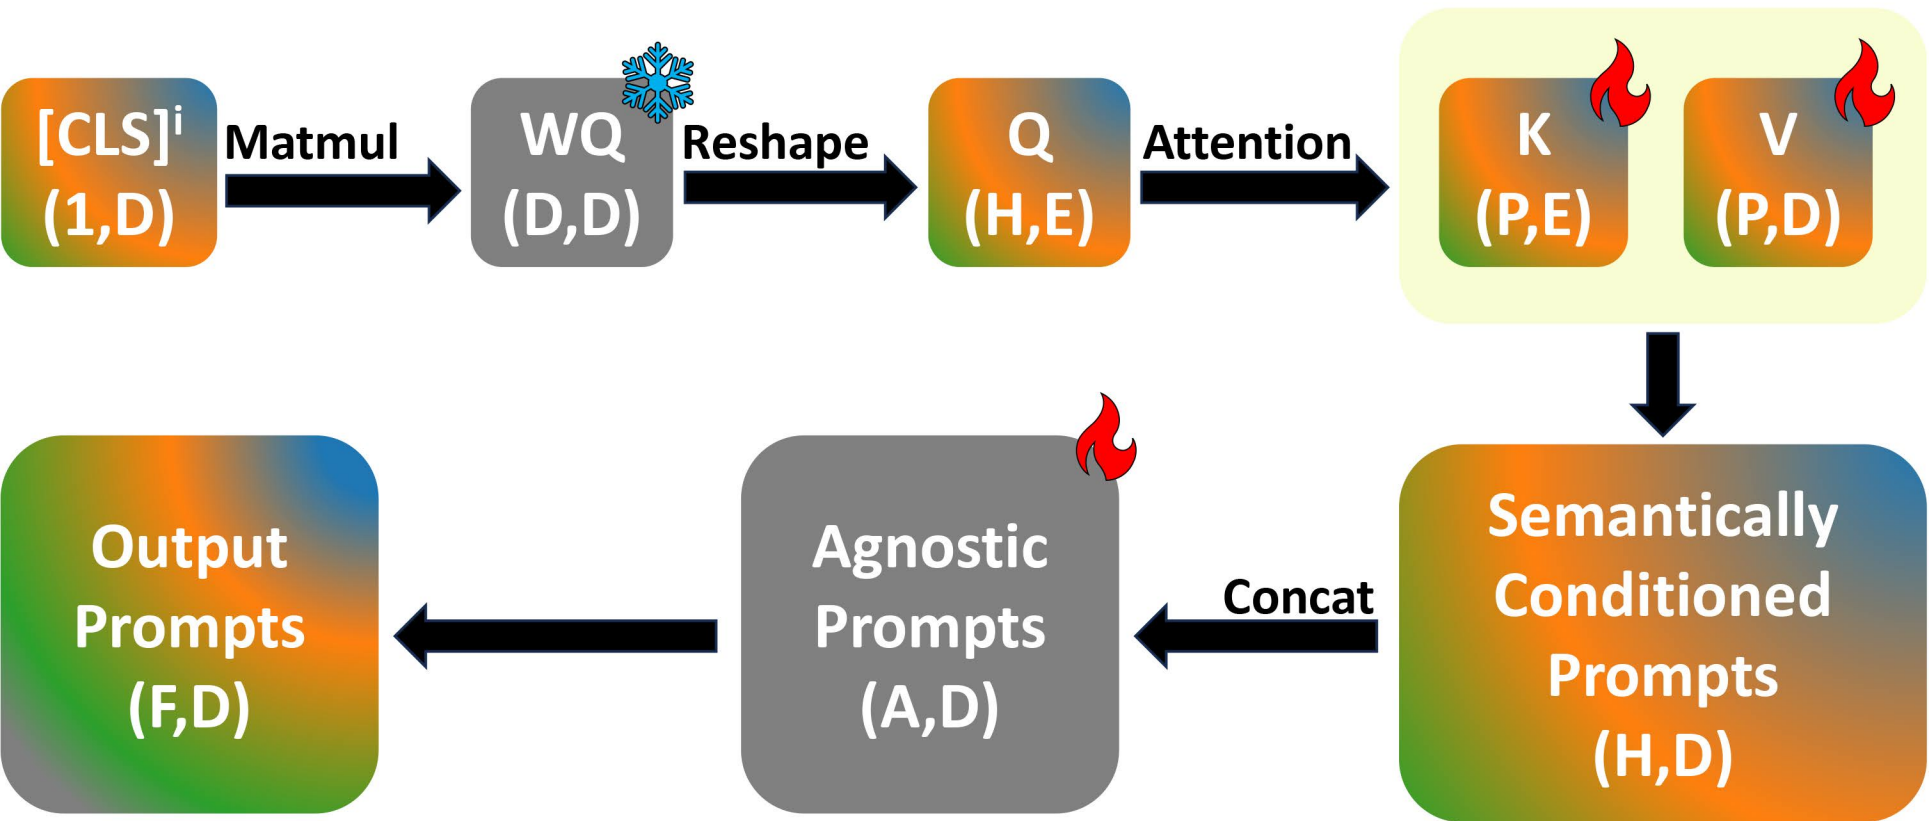 [CLS]ⁱ
(1,D)
Matmul
WQ
(D,D)
Reshape
Q
(H,E)
Attention
K
(P,E)
V
(P,D)
Semantically
Conditioned
Prompts
(H,D)
Concat
Agnostic
Prompts
(A,D)
Output
Prompts
(F,D)